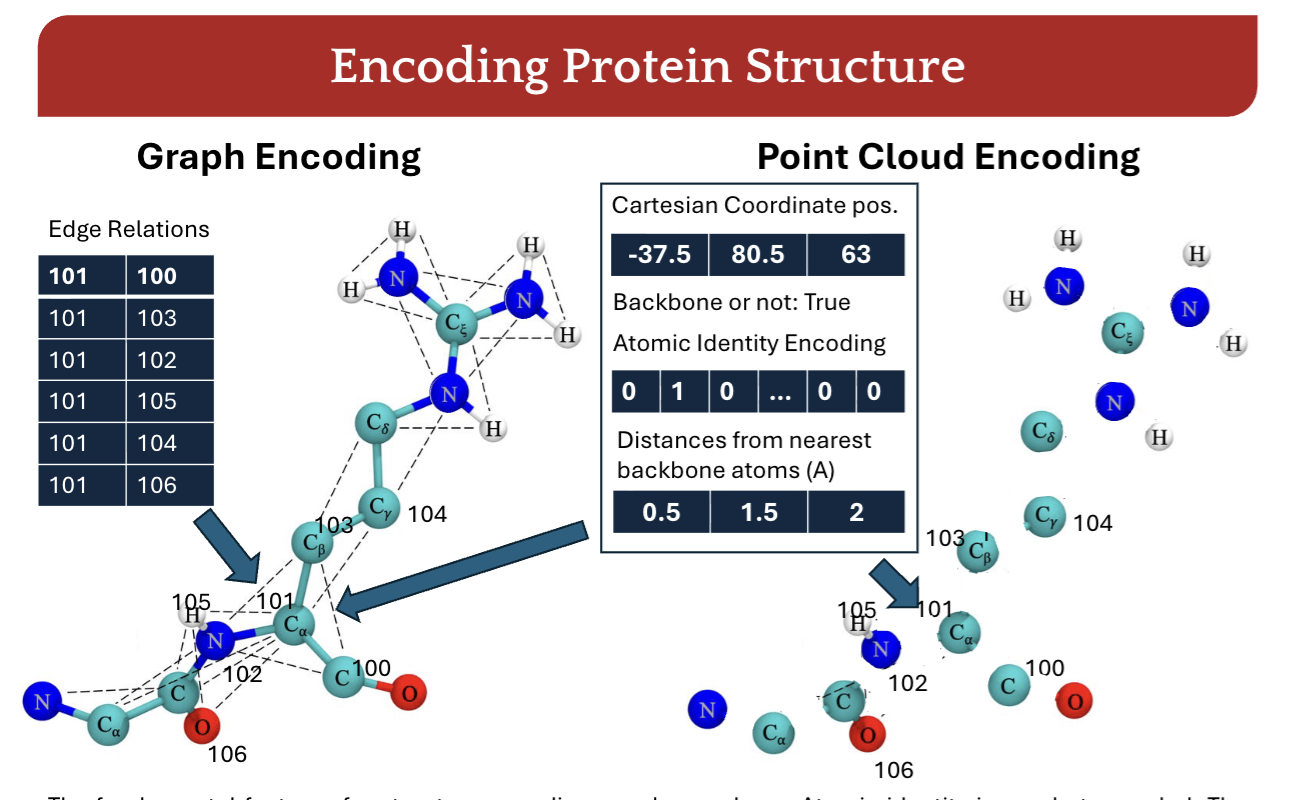 Encoding Protein Structure
Graph Encoding
Edge Relations
101 100
101 103
101 102
101 105
101 104
101 106
H
H
N
H
N
H
Cξ
N
H
Cδ
Cγ
104
103
Cβ
105
H
101
Cα
N
102
100
C
O
N
C
Cα
O
106
Point Cloud Encoding
Cartesian Coordinate pos.
-37.5 80.5 63
Backbone or not: True
Atomic Identity Encoding
0 1 0 ... 0 0
Distances from nearest
backbone atoms (A)
0.5 1.5 2
H
H
N
H
N
H
Cξ
N
H
Cδ
Cγ
104
103
Cβ
105
H
101
Cα
N
102
100
C
O
N
C
Cα
O
106